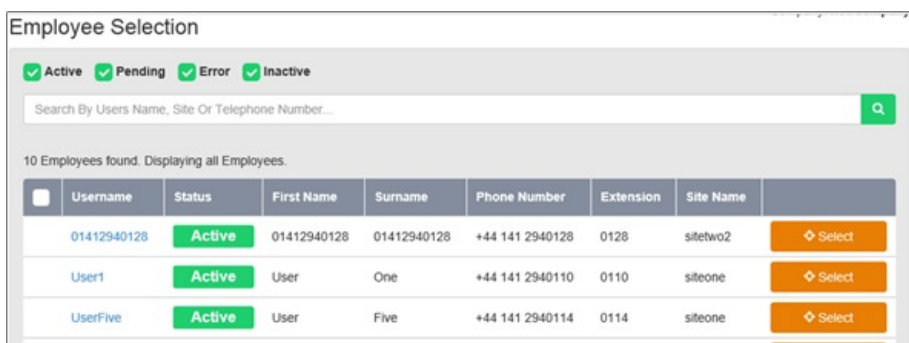 Employee Selection
Active Pending Error Inactive
Search By Users Name, Site Or Telephone Number...
10 Employees found. Displaying all Employees.
Username Status First Name Surname Phone Number Extension Site Name
01412940128 Active 01412940128 01412940128 +44 141 2940128 0128 sitetwo2 Select
User1 Active User One +44 141 2940110 0110 siteone Select
UserFive Active User Five +44 141 2940114 0114 siteone Select